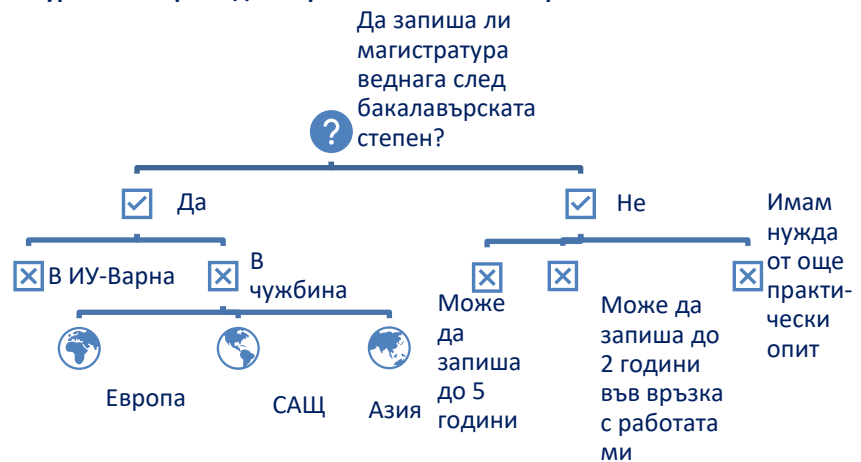 Да запиша ли
магистратура
веднага след
бакалавърската
степен?
?
Да
Не
Имам
нужда
от още
практи-
чески
опит
В ИУ-Варна
В
чужбина
Може
да
запиша
до 5
години
Може да
запиша до
2 години
във връзка
с работата
ми
Европа
САЩ
Азия